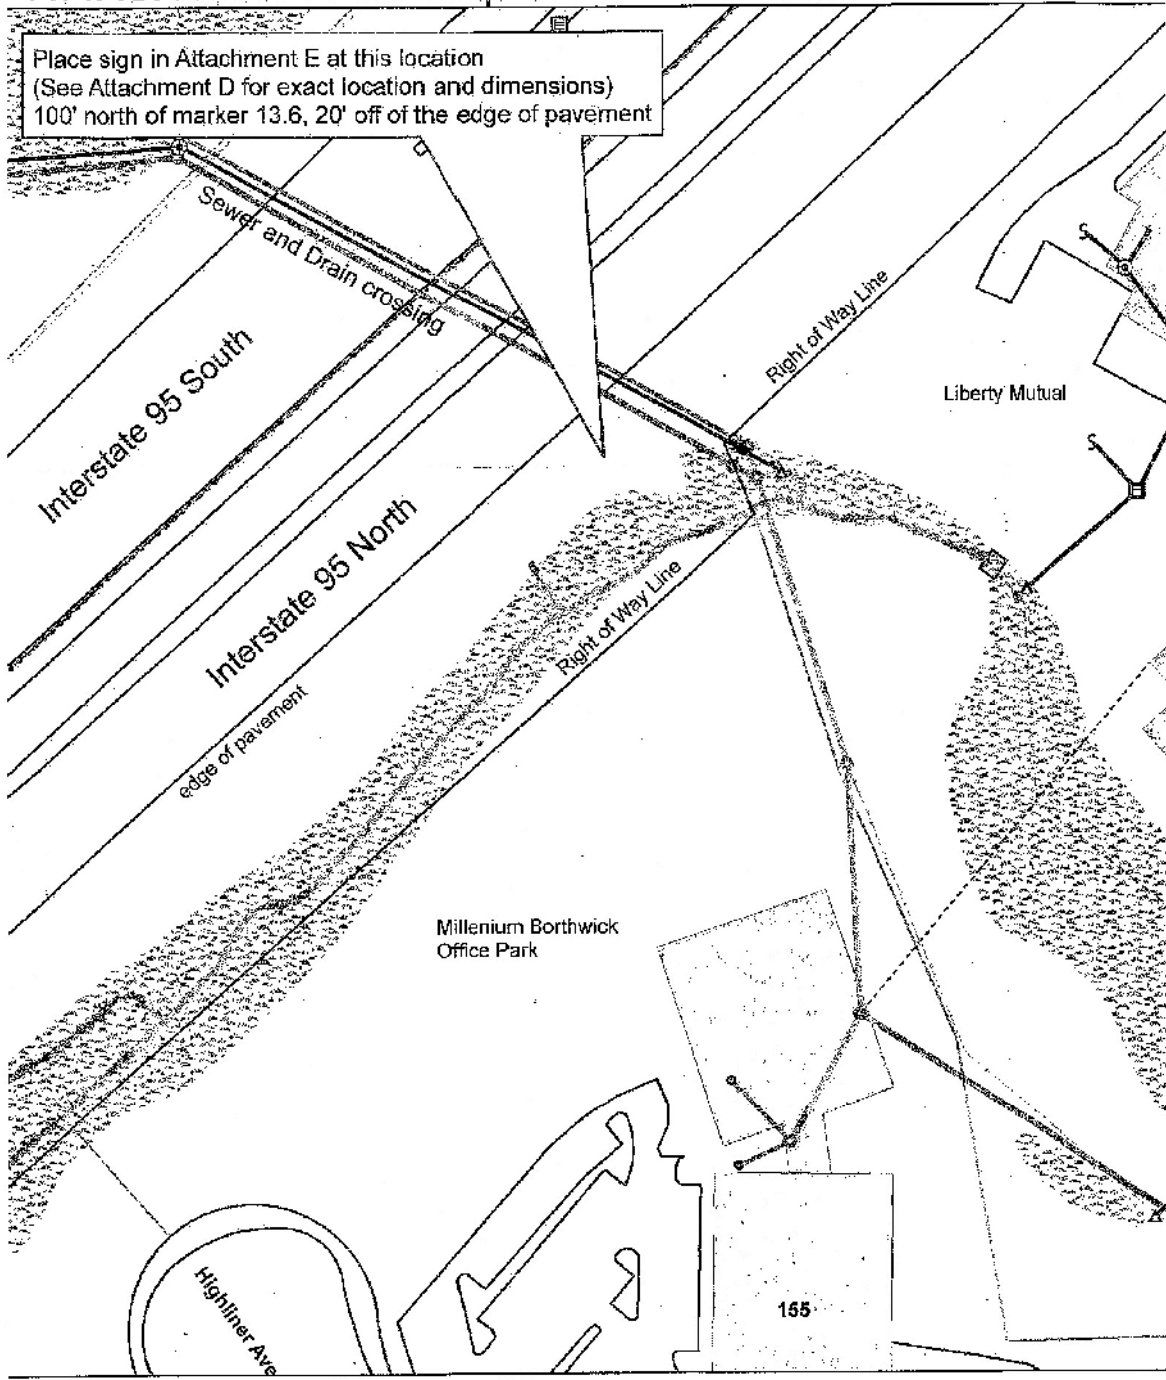 Place sign in Attachment E at this location
(See Attachment D for exact location and dimensions)
100' north of marker 13.6, 20' off of the edge of pavement
Sewer and Drain crossing
Interstate 95 South
Right of Way Line
Liberty Mutual
S
S
Interstate 95 North
Right of Way Line
edge of pavement
Millenium Borthwick
Office Park
Highliner Ave
155